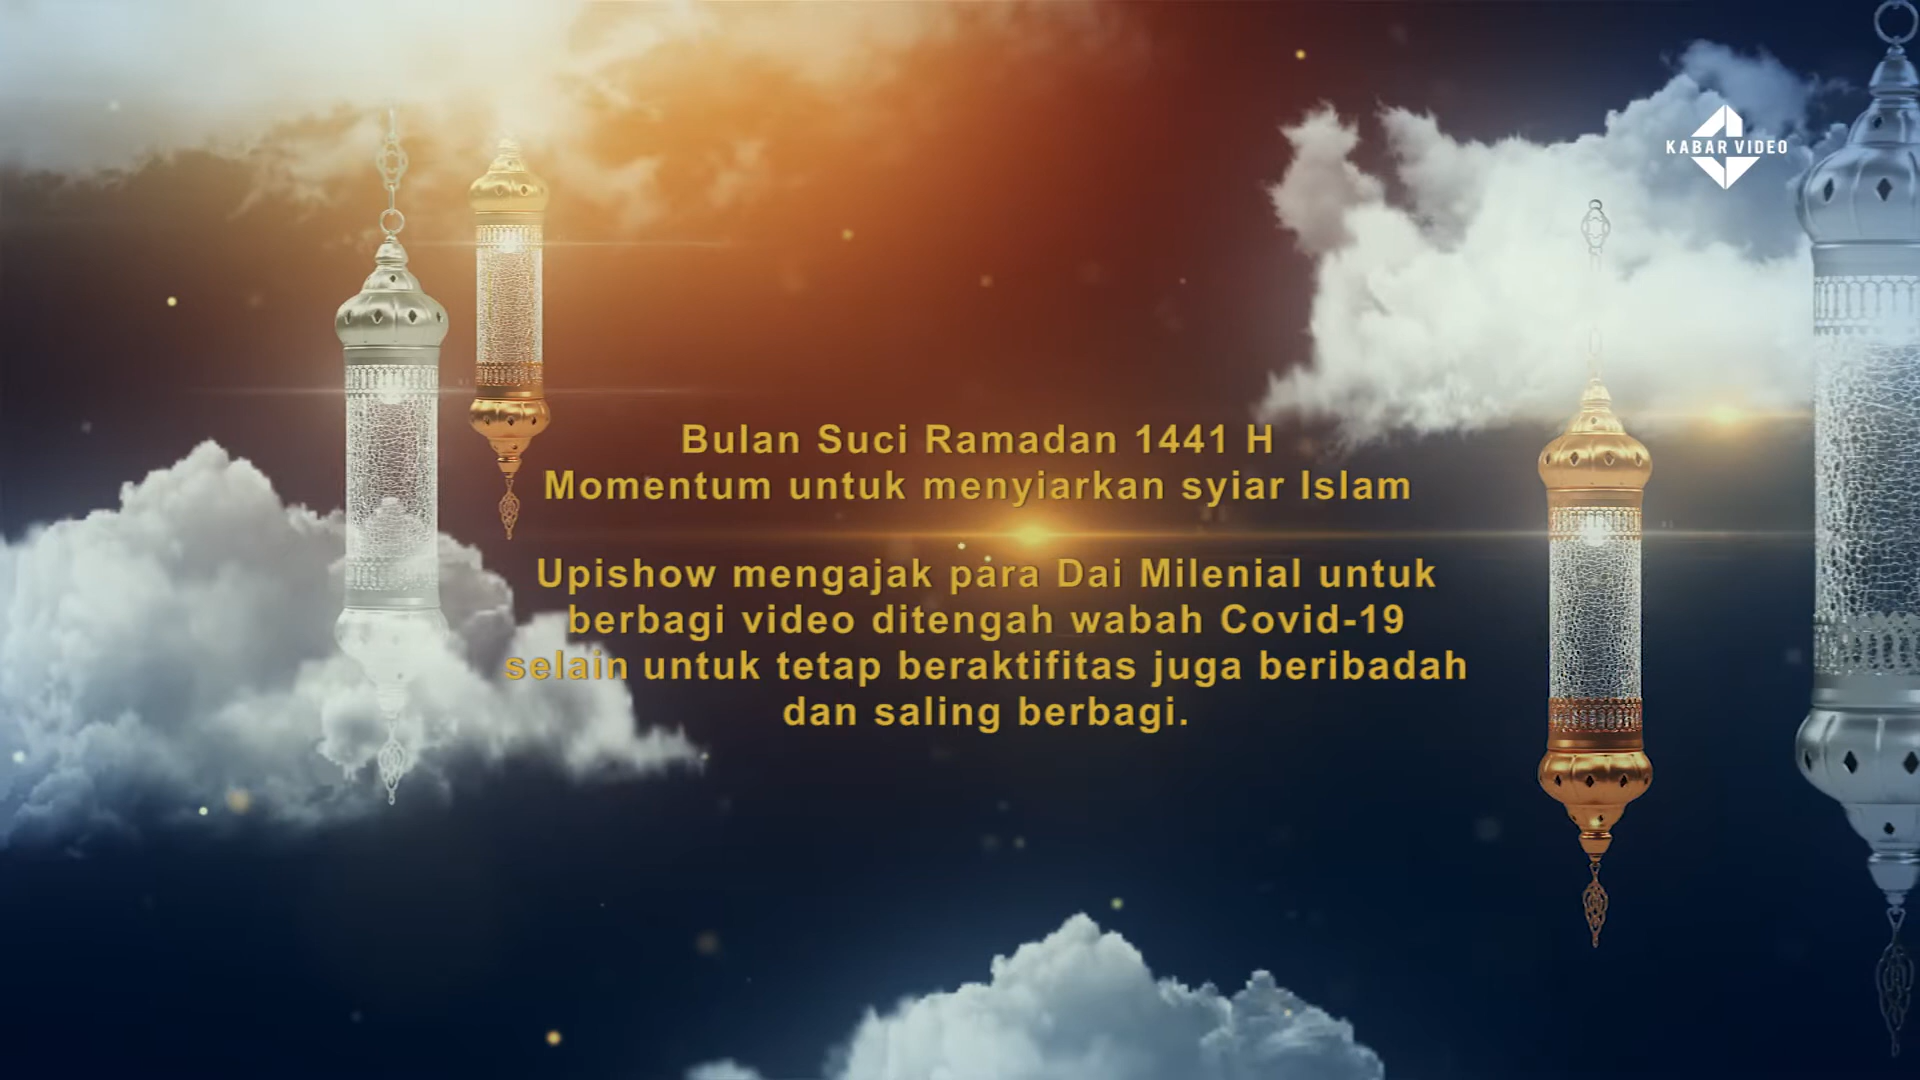 KABAR VIDEO
Bulan Suci Ramadan 1441 H
Momentum untuk menyiarkan syiar Islam
Upishow mengajak para Dai Milenial untuk
berbagi video ditengah wabah Covid-19
selain untuk tetap beraktifitas juga beribadah
dan saling berbagi.